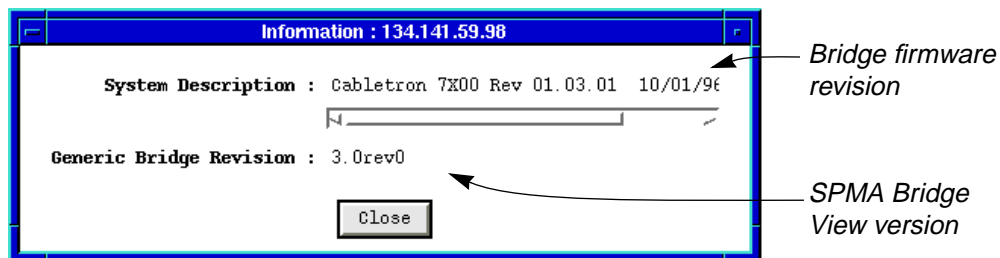 Information : 134.141.59.98
System Description : Cabletron 7X00 Rev 01.03.01 10/01/96
Generic Bridge Revision : 3.0rev0
Close
Bridge firmware
revision
SPMA Bridge
View version